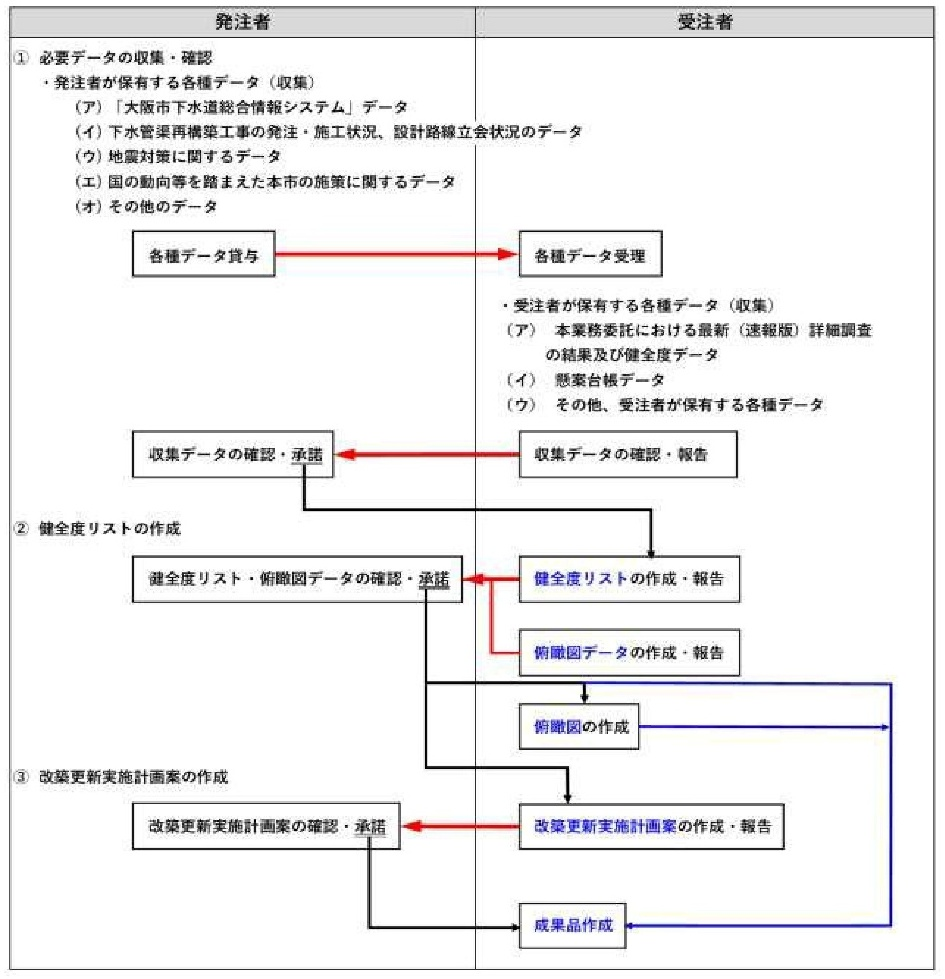 発注者
受注者
① 必要データの収集・確認
・発注者が保有する各種データ（収集）
（ア）「大阪市下水道総合情報システム」データ
（イ）下水管渠再構築工事の発注・施工状況、設計路線立会状況のデータ
（ウ）地震対策に関するデータ
（エ）国の動向等を踏まえた本市の施策に関するデータ
（オ）その他のデータ
各種データ貸与
各種データ受理
・受注者が保有する各種データ（収集）
（ア） 本業務委託における最新（速報版）詳細調査
の結果及び健全度データ
（イ） 懸案台帳データ
（ウ） その他、受注者が保有する各種データ
収集データの確認・承諾
収集データの確認・報告
② 健全度リストの作成
健全度リスト・俯瞰図データの確認・承諾
健全度リストの作成・報告
俯瞰図データの作成・報告
俯瞰図の作成
③ 改築更新実施計画案の作成
改築更新実施計画案の確認・承諾
改築更新実施計画案の作成・報告
成果品作成